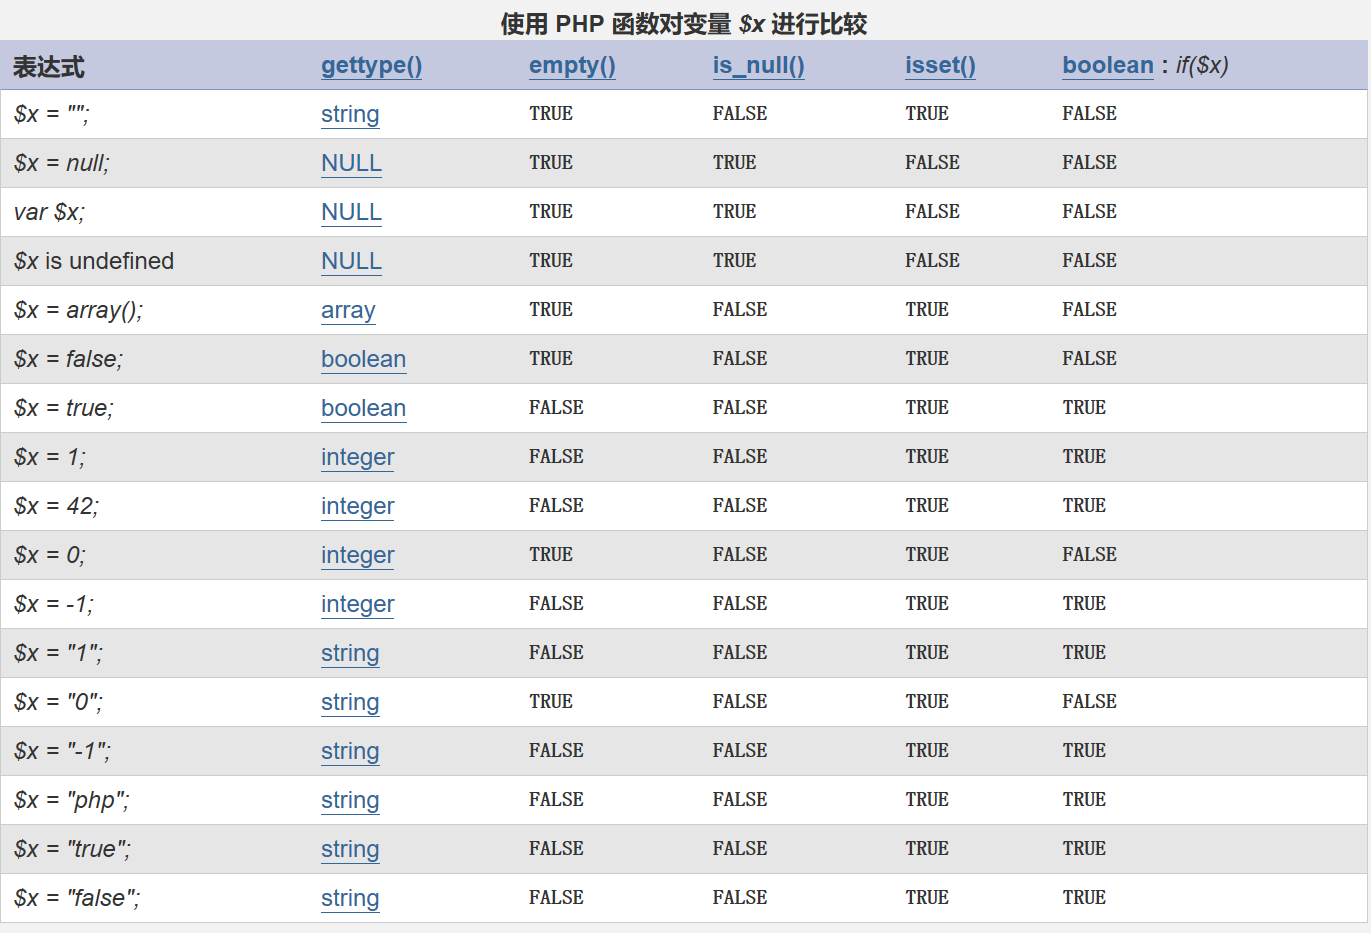 使用 PHP 函数对变量 $x 进行比较
表达式 gettype() empty() is_null() isset() boolean : if($x)
$x = ""; string TRUE FALSE TRUE FALSE
$x = null; NULL TRUE TRUE FALSE FALSE
var $x; NULL TRUE TRUE FALSE FALSE
$x is undefined NULL TRUE TRUE FALSE FALSE
$x = array(); array TRUE FALSE TRUE FALSE
$x = false; boolean TRUE FALSE TRUE FALSE
$x = true; boolean FALSE FALSE TRUE TRUE
$x = 1; integer FALSE FALSE TRUE TRUE
$x = 42; integer FALSE FALSE TRUE TRUE
$x = 0; integer TRUE FALSE TRUE FALSE
$x = -1; integer FALSE FALSE TRUE TRUE
$x = "1"; string FALSE FALSE TRUE TRUE
$x = "0"; string TRUE FALSE TRUE FALSE
$x = "-1"; string FALSE FALSE TRUE TRUE
$x = "php"; string FALSE FALSE TRUE TRUE
$x = "true"; string FALSE FALSE TRUE TRUE
$x = "false"; string FALSE FALSE TRUE TRUE